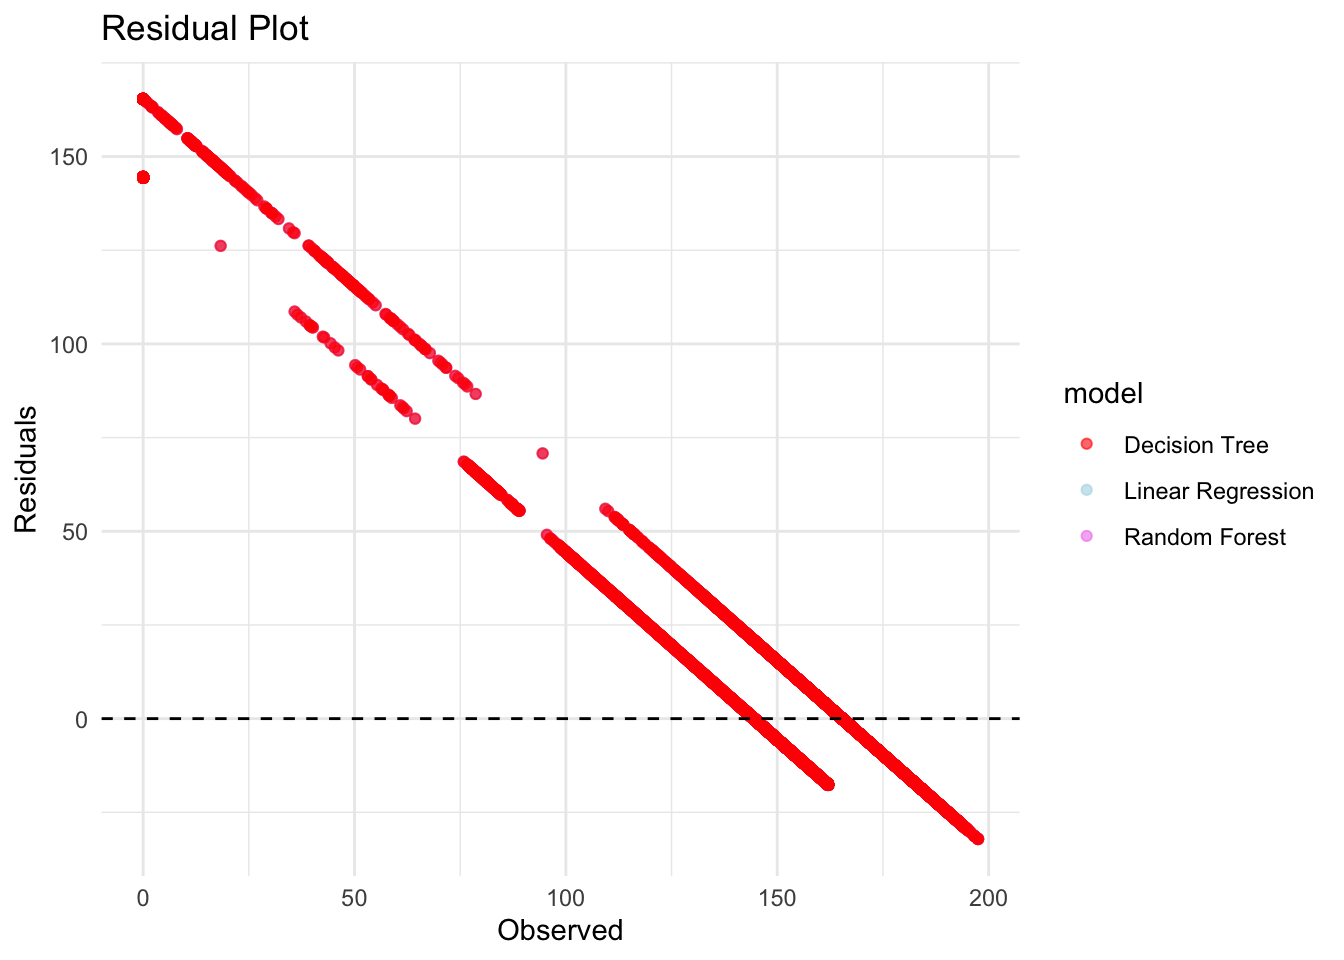 Residual Plot
150
100
50
0
Residuals
0
50
100
150
200
Observed
model
Decision Tree
Linear Regression
Random Forest